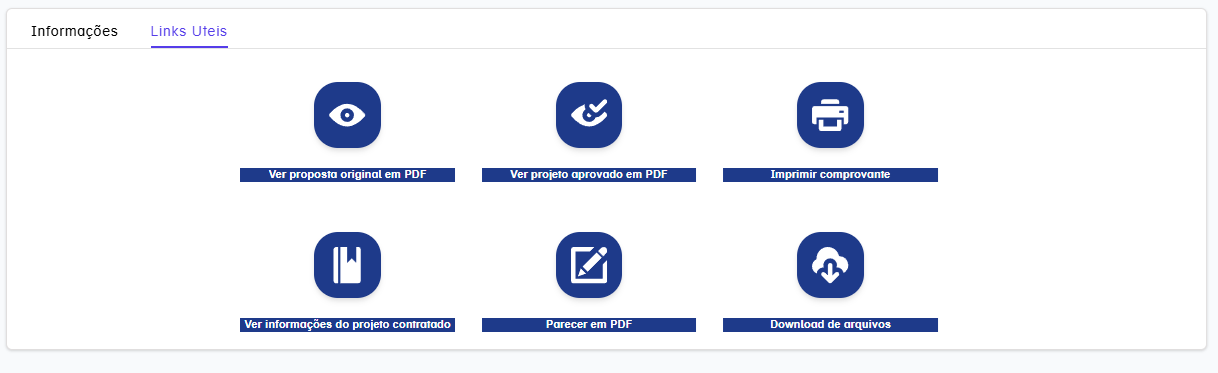 Informações
Links Uteis
Ver proposta original em PDF
Ver projeto aprovado em PDF
Imprimir comprovante
Ver informações do projeto contratado
Parecer em PDF
Download de arquivos